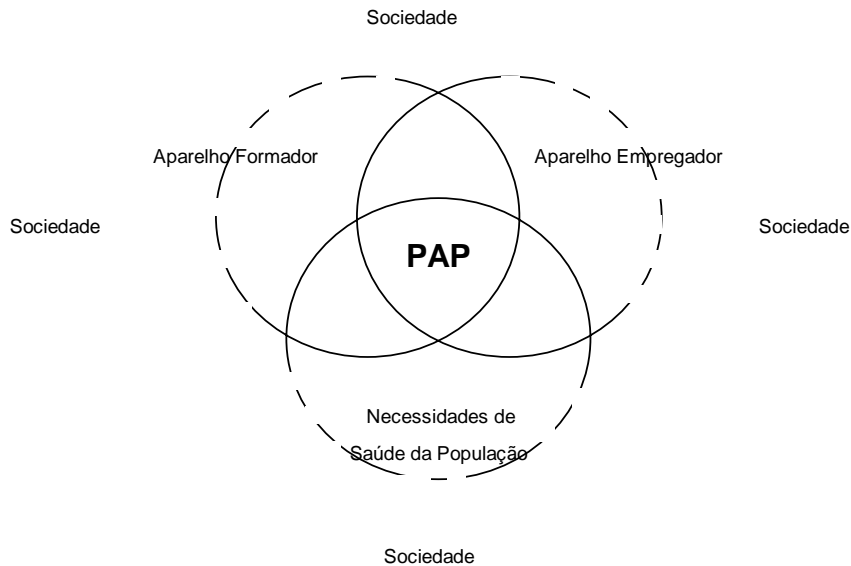 Sociedade
Aparelho Formador
Aparelho Empregador
Sociedade
Sociedade
PAP
Necessidades de
Saúde da População
Sociedade